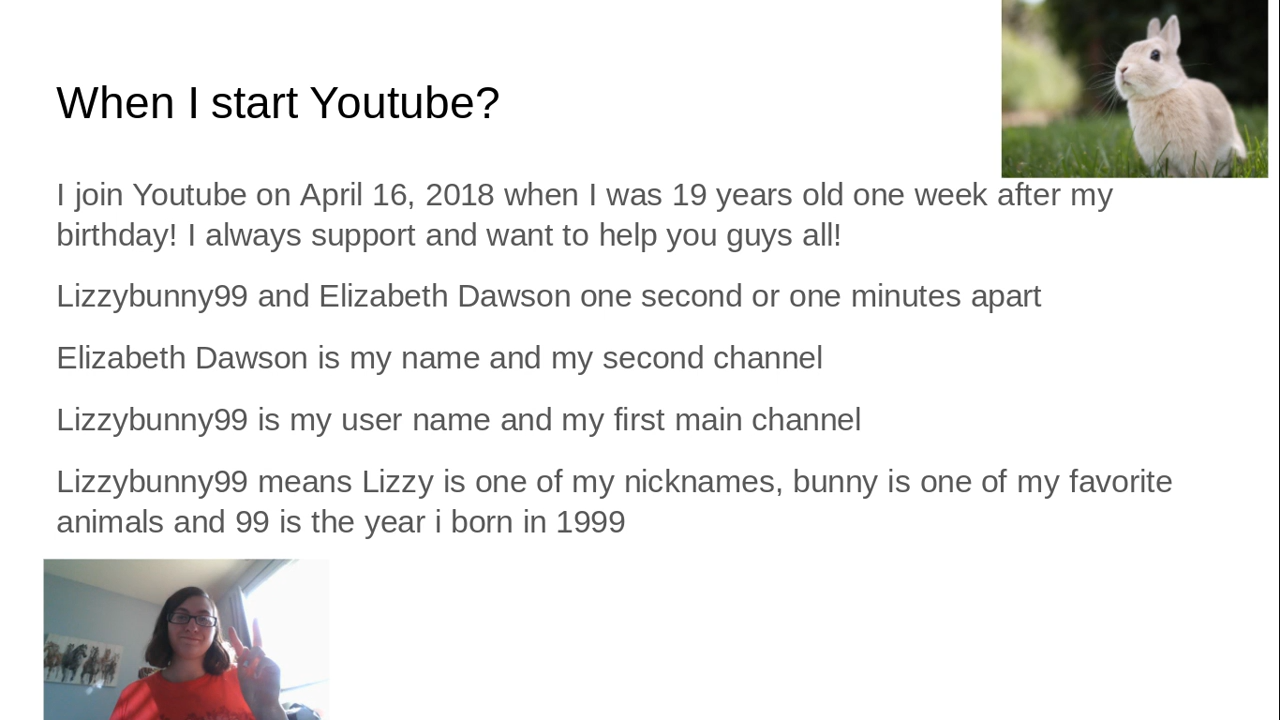 When I start Youtube?
I join Youtube on April 16, 2018 when I was 19 years old one week after my
birthday! I always support and want to help you guys all!
Lizzybunny99 and Elizabeth Dawson one second or one minutes apart
Elizabeth Dawson is my name and my second channel
Lizzybunny99 is my user name and my first main channel
Lizzybunny99 means Lizzy is one of my nicknames, bunny is one of my favorite
animals and 99 is the year i born in 1999